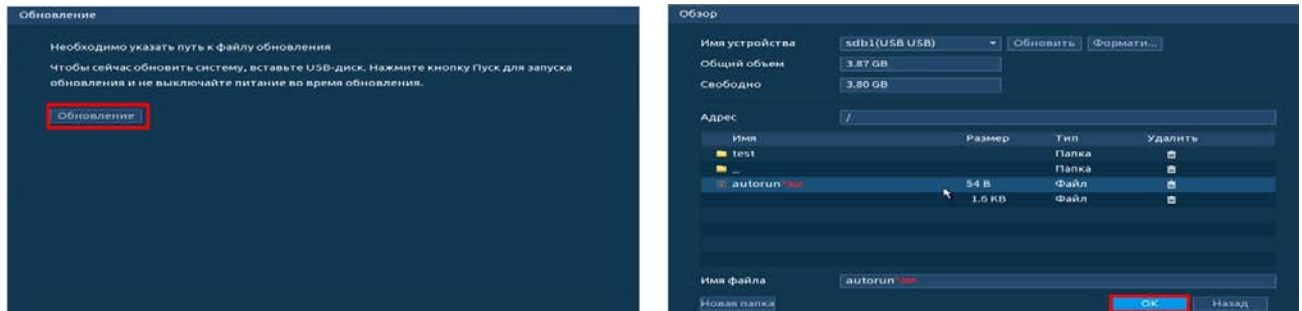 Обновление
Необходимо указать путь к файлу обновления
Чтобы сейчас обновить систему, вставьте USB-диск. Нажмите кнопку Пуск для запуска
обновления и не выключайте питание во время обновления.
Обновление
Обзор
Имя устройства sdb1(USB USB) Обновить Формати...
Общий объем 3.87 GB
Свободно 3.80 GB
Адрес /
Имя Размер Тип Удалить
test Папка
.. Папка
autorun 54 B Файл
1.6 KB Файл
Имя файла autorun
Новая папка OK Назад